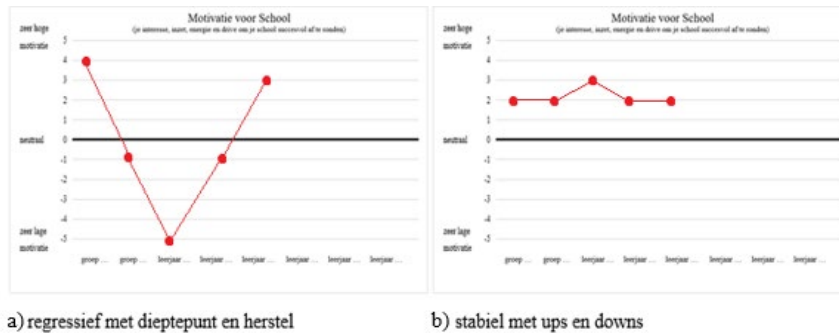 Motivatie voor School
(je interesse, inzet, energie en drive om je school succesvol af te ronden)
zeer hoge
motivatie
5
4
3
2
1
neutraal 0
-1
-2
-3
-4
zeer lage -5
motivatie
groep ... groep ... leerjaar ... leerjaar ... leerjaar ... leerjaar ... leerjaar ... leerjaar ...
a) regressief met dieptepunt en herstel
Motivatie voor School
(je interesse, inzet, energie en drive om je school succesvol af te ronden)
zeer hoge
motivatie
5
4
3
2
1
neutraal 0
-1
-2
-3
-4
zeer lage -5
motivatie
groep ... groep ... leerjaar ... leerjaar ... leerjaar ... leerjaar ... leerjaar ... leerjaar ...
b) stabiel met ups en downs